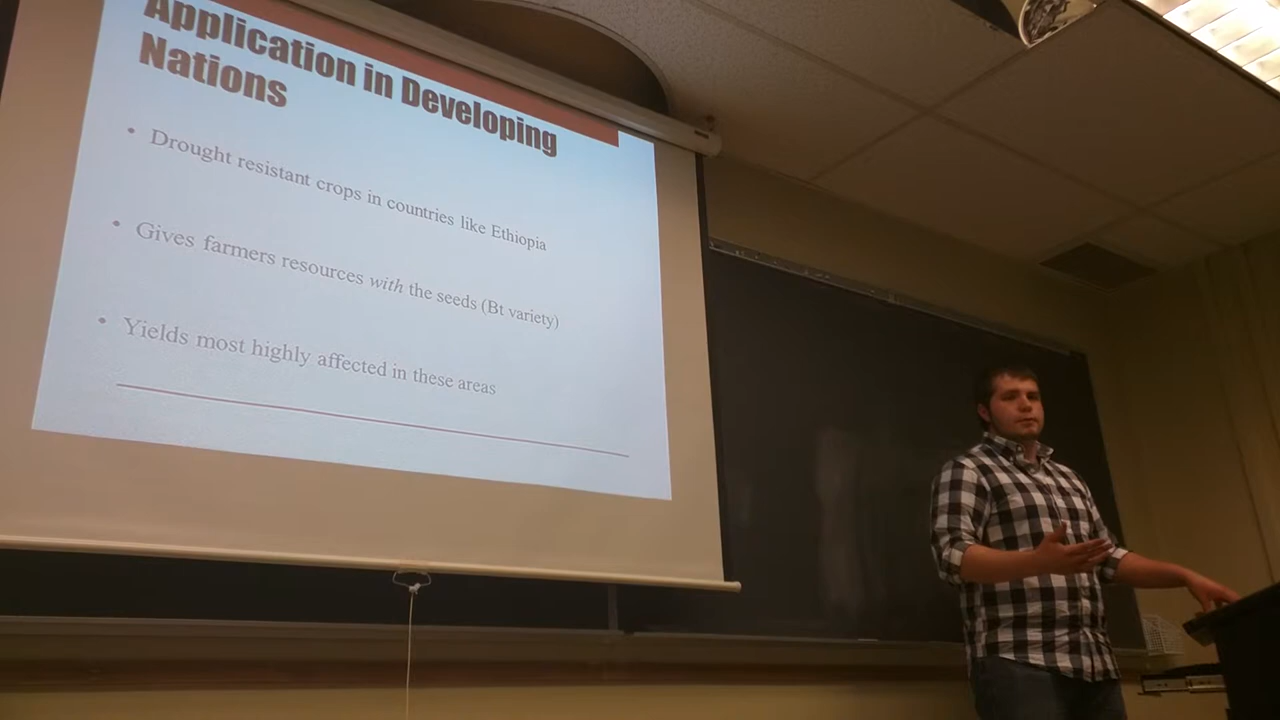 Application in Developing
Nations
• Drought resistant crops in countries like Ethiopia
• Gives farmers resources with the seeds (Bt variety)
• Yields most highly affected in these areas